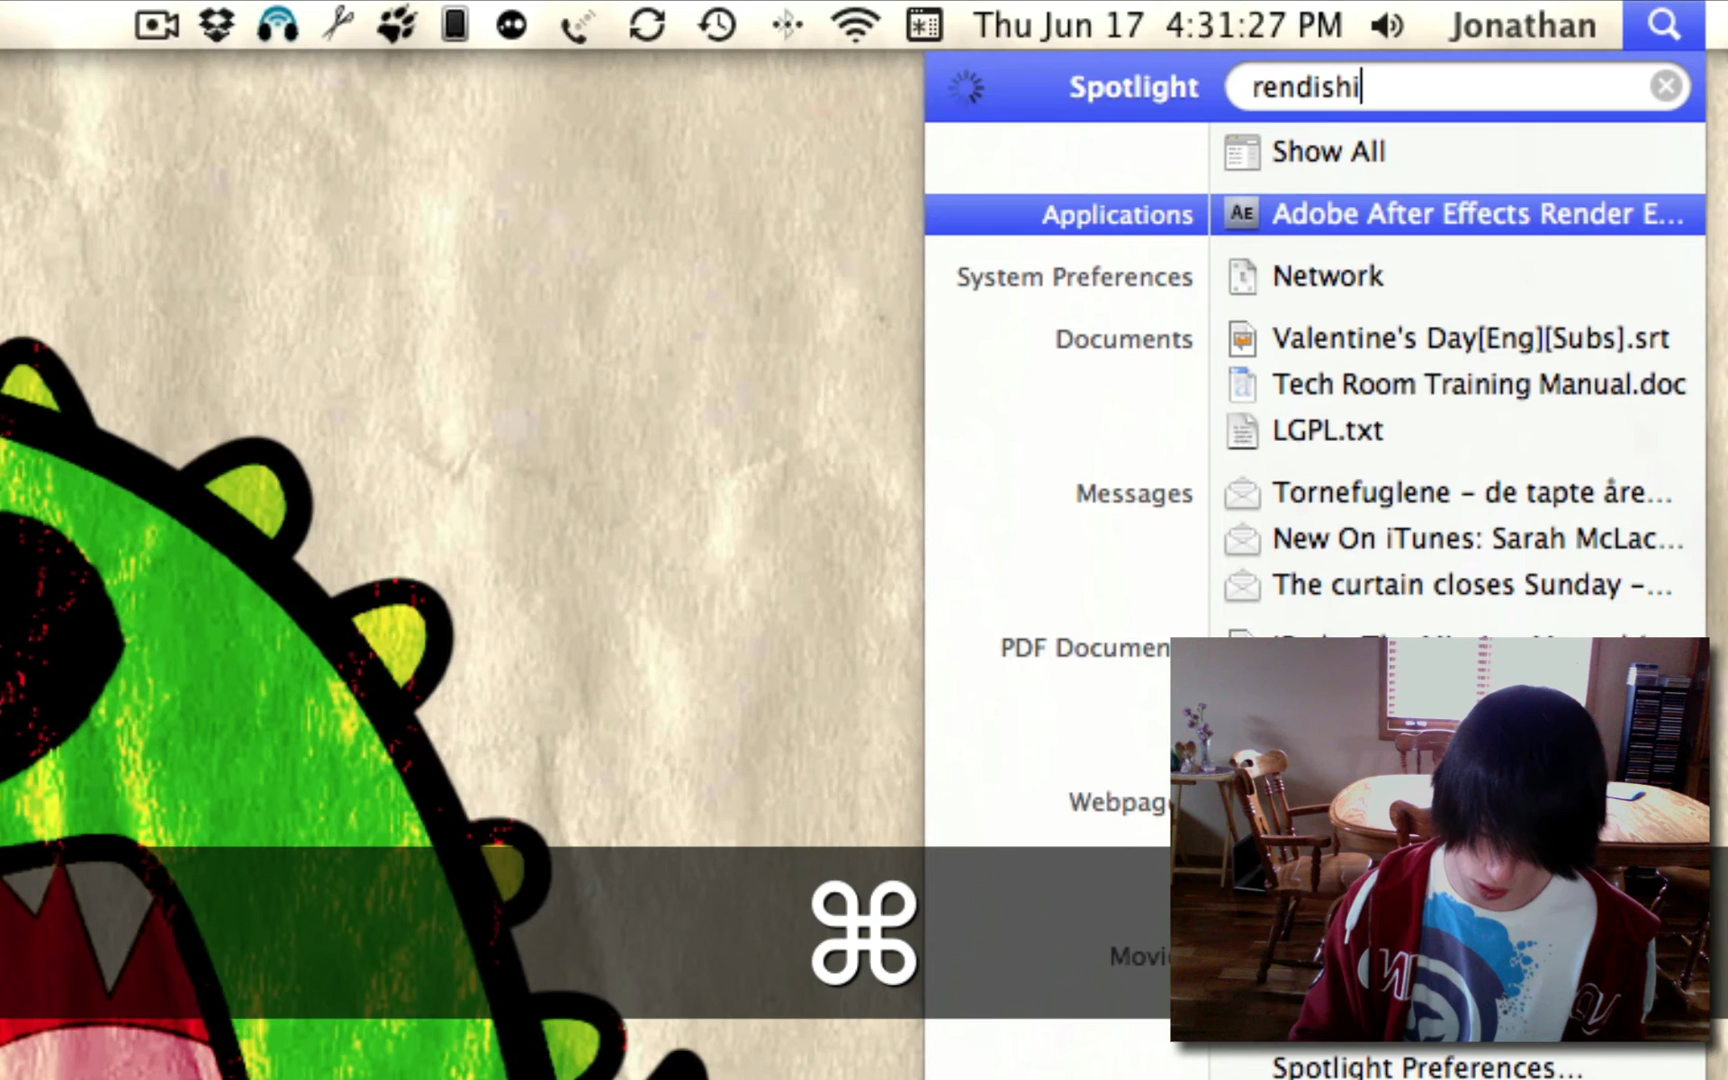 Thu Jun 17 4:31:27 PM Jonathan
Spotlight rendishi
Show All
Applications AE Adobe After Effects Render E...
System Preferences Network
Documents Valentine's Day[Eng][Subs].srt
Tech Room Training Manual.doc
LGPL.txt
Messages Tornefuglene – de tapte åre...
New On iTunes: Sarah McLac...
The curtain closes Sunday –...
PDF Documen
Webpag
Movi
Spotlight Preferences...